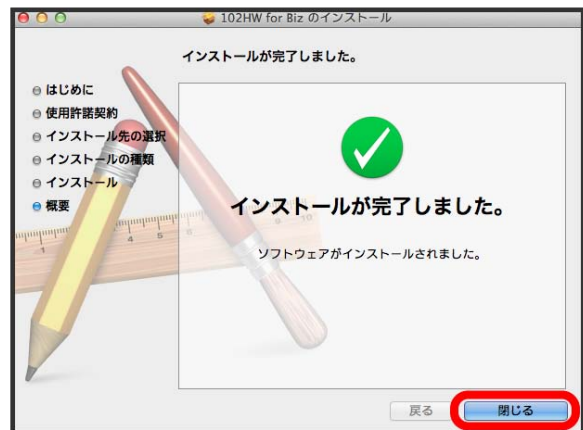 102HW for Biz のインストール
インストールが完了しました。
はじめに
使用許諾契約
インストール先の選択
インストールの種類
インストール
概要
インストールが完了しました。
ソフトウェアがインストールされました。
戻る
閉じる